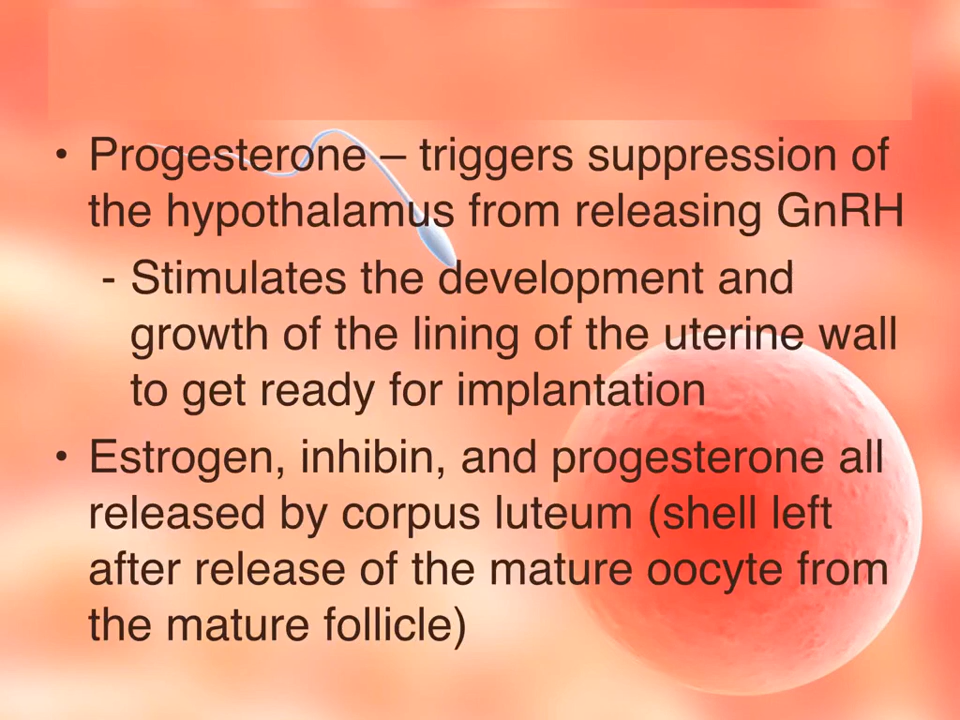 • Progesterone – triggers suppression of
the hypothalamus from releasing GnRH
- Stimulates the development and
growth of the lining of the uterine wall
to get ready for implantation
• Estrogen, inhibin, and progesterone all
released by corpus luteum (shell left
after release of the mature oocyte from
the mature follicle)